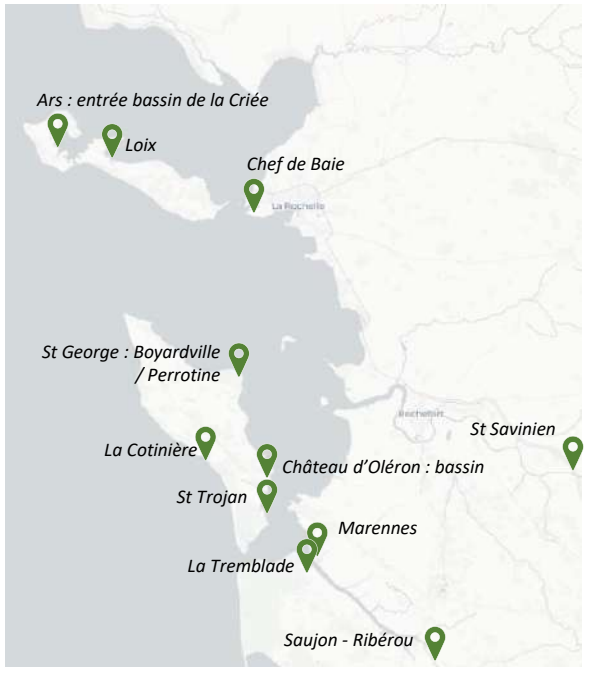 Ars : entrée bassin de la Criée
Loix
Chef de Baie
La Rochelle
St George : Boyardville
/ Perrotine
Rochefort
St Savinien
La Cotinière
Château d’Oléron : bassin
St Trojan
Marennes
La Tremblade
Saujon - Ribérou